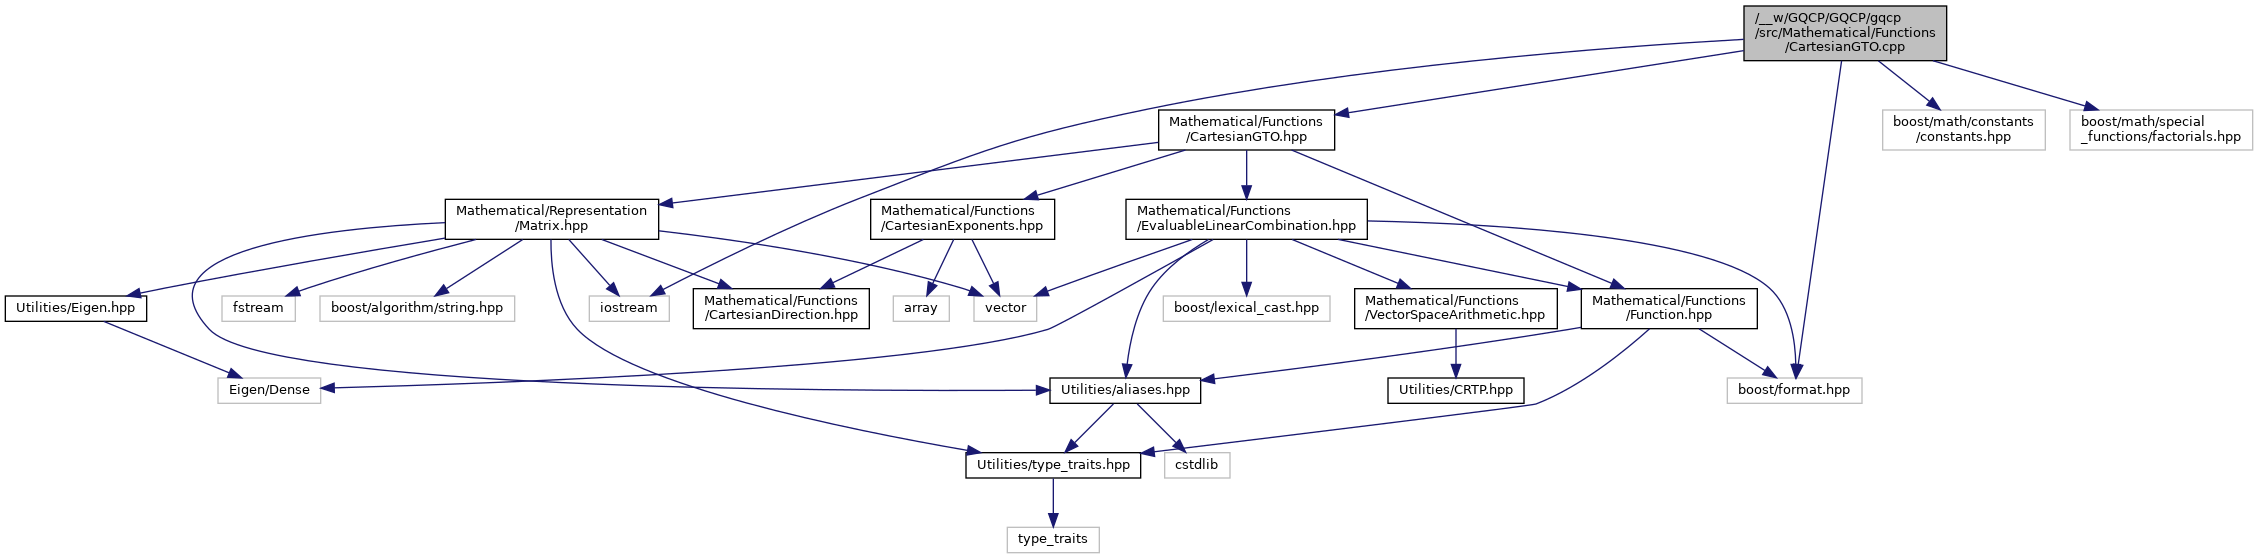 /__w/GQCP/GQCP/gqcp
/src/Mathematical/Functions
/CartesianGTO.cpp
Mathematical/Functions
/CartesianGTO.hpp
boost/math/constants
/constants.hpp
boost/math/special
_functions/factorials.hpp
Mathematical/Representation
/Matrix.hpp
Mathematical/Functions
/CartesianExponents.hpp
Mathematical/Functions
/EvaluableLinearCombination.hpp
Utilities/Eigen.hpp
fstream
boost/algorithm/string.hpp
iostream
Mathematical/Functions
/CartesianDirection.hpp
array
vector
boost/lexical_cast.hpp
Mathematical/Functions
/VectorSpaceArithmetic.hpp
Mathematical/Functions
/Function.hpp
Eigen/Dense
Utilities/aliases.hpp
Utilities/CRTP.hpp
boost/format.hpp
Utilities/type_traits.hpp
cstdlib
type_traits